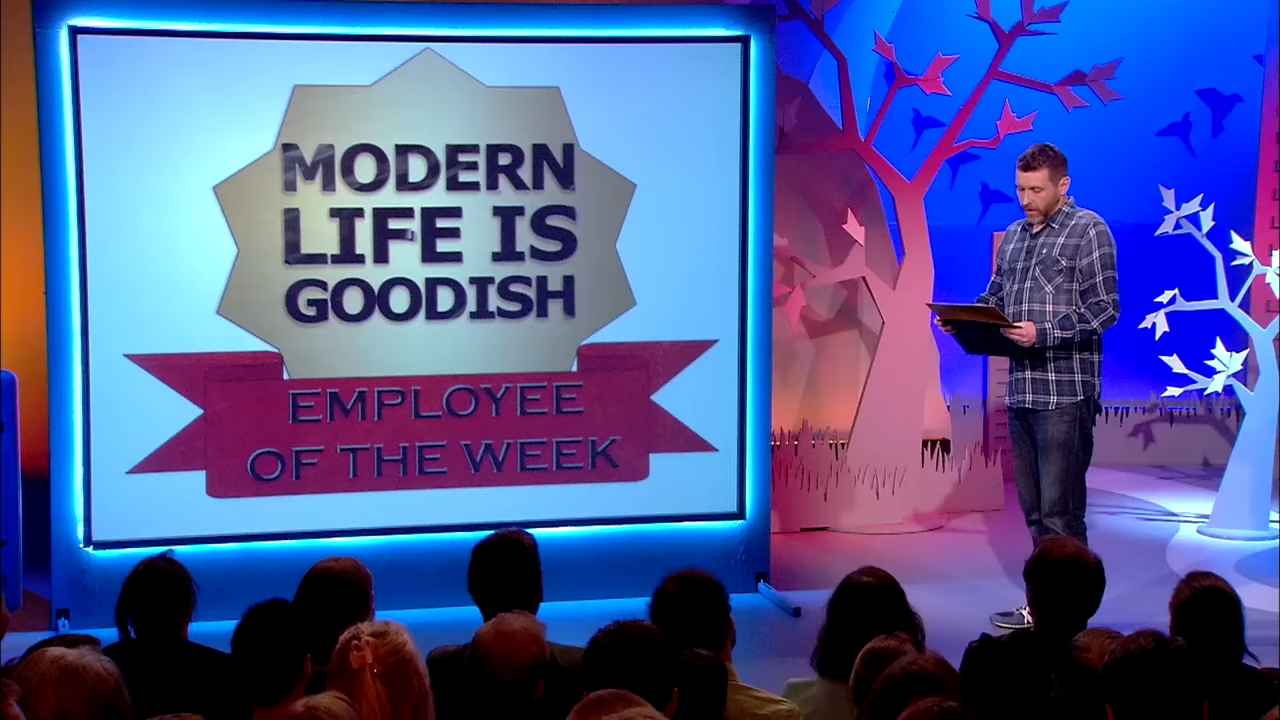 MODERN
LIFE IS
GOODISH
EMPLOYEE
OF THE WEEK